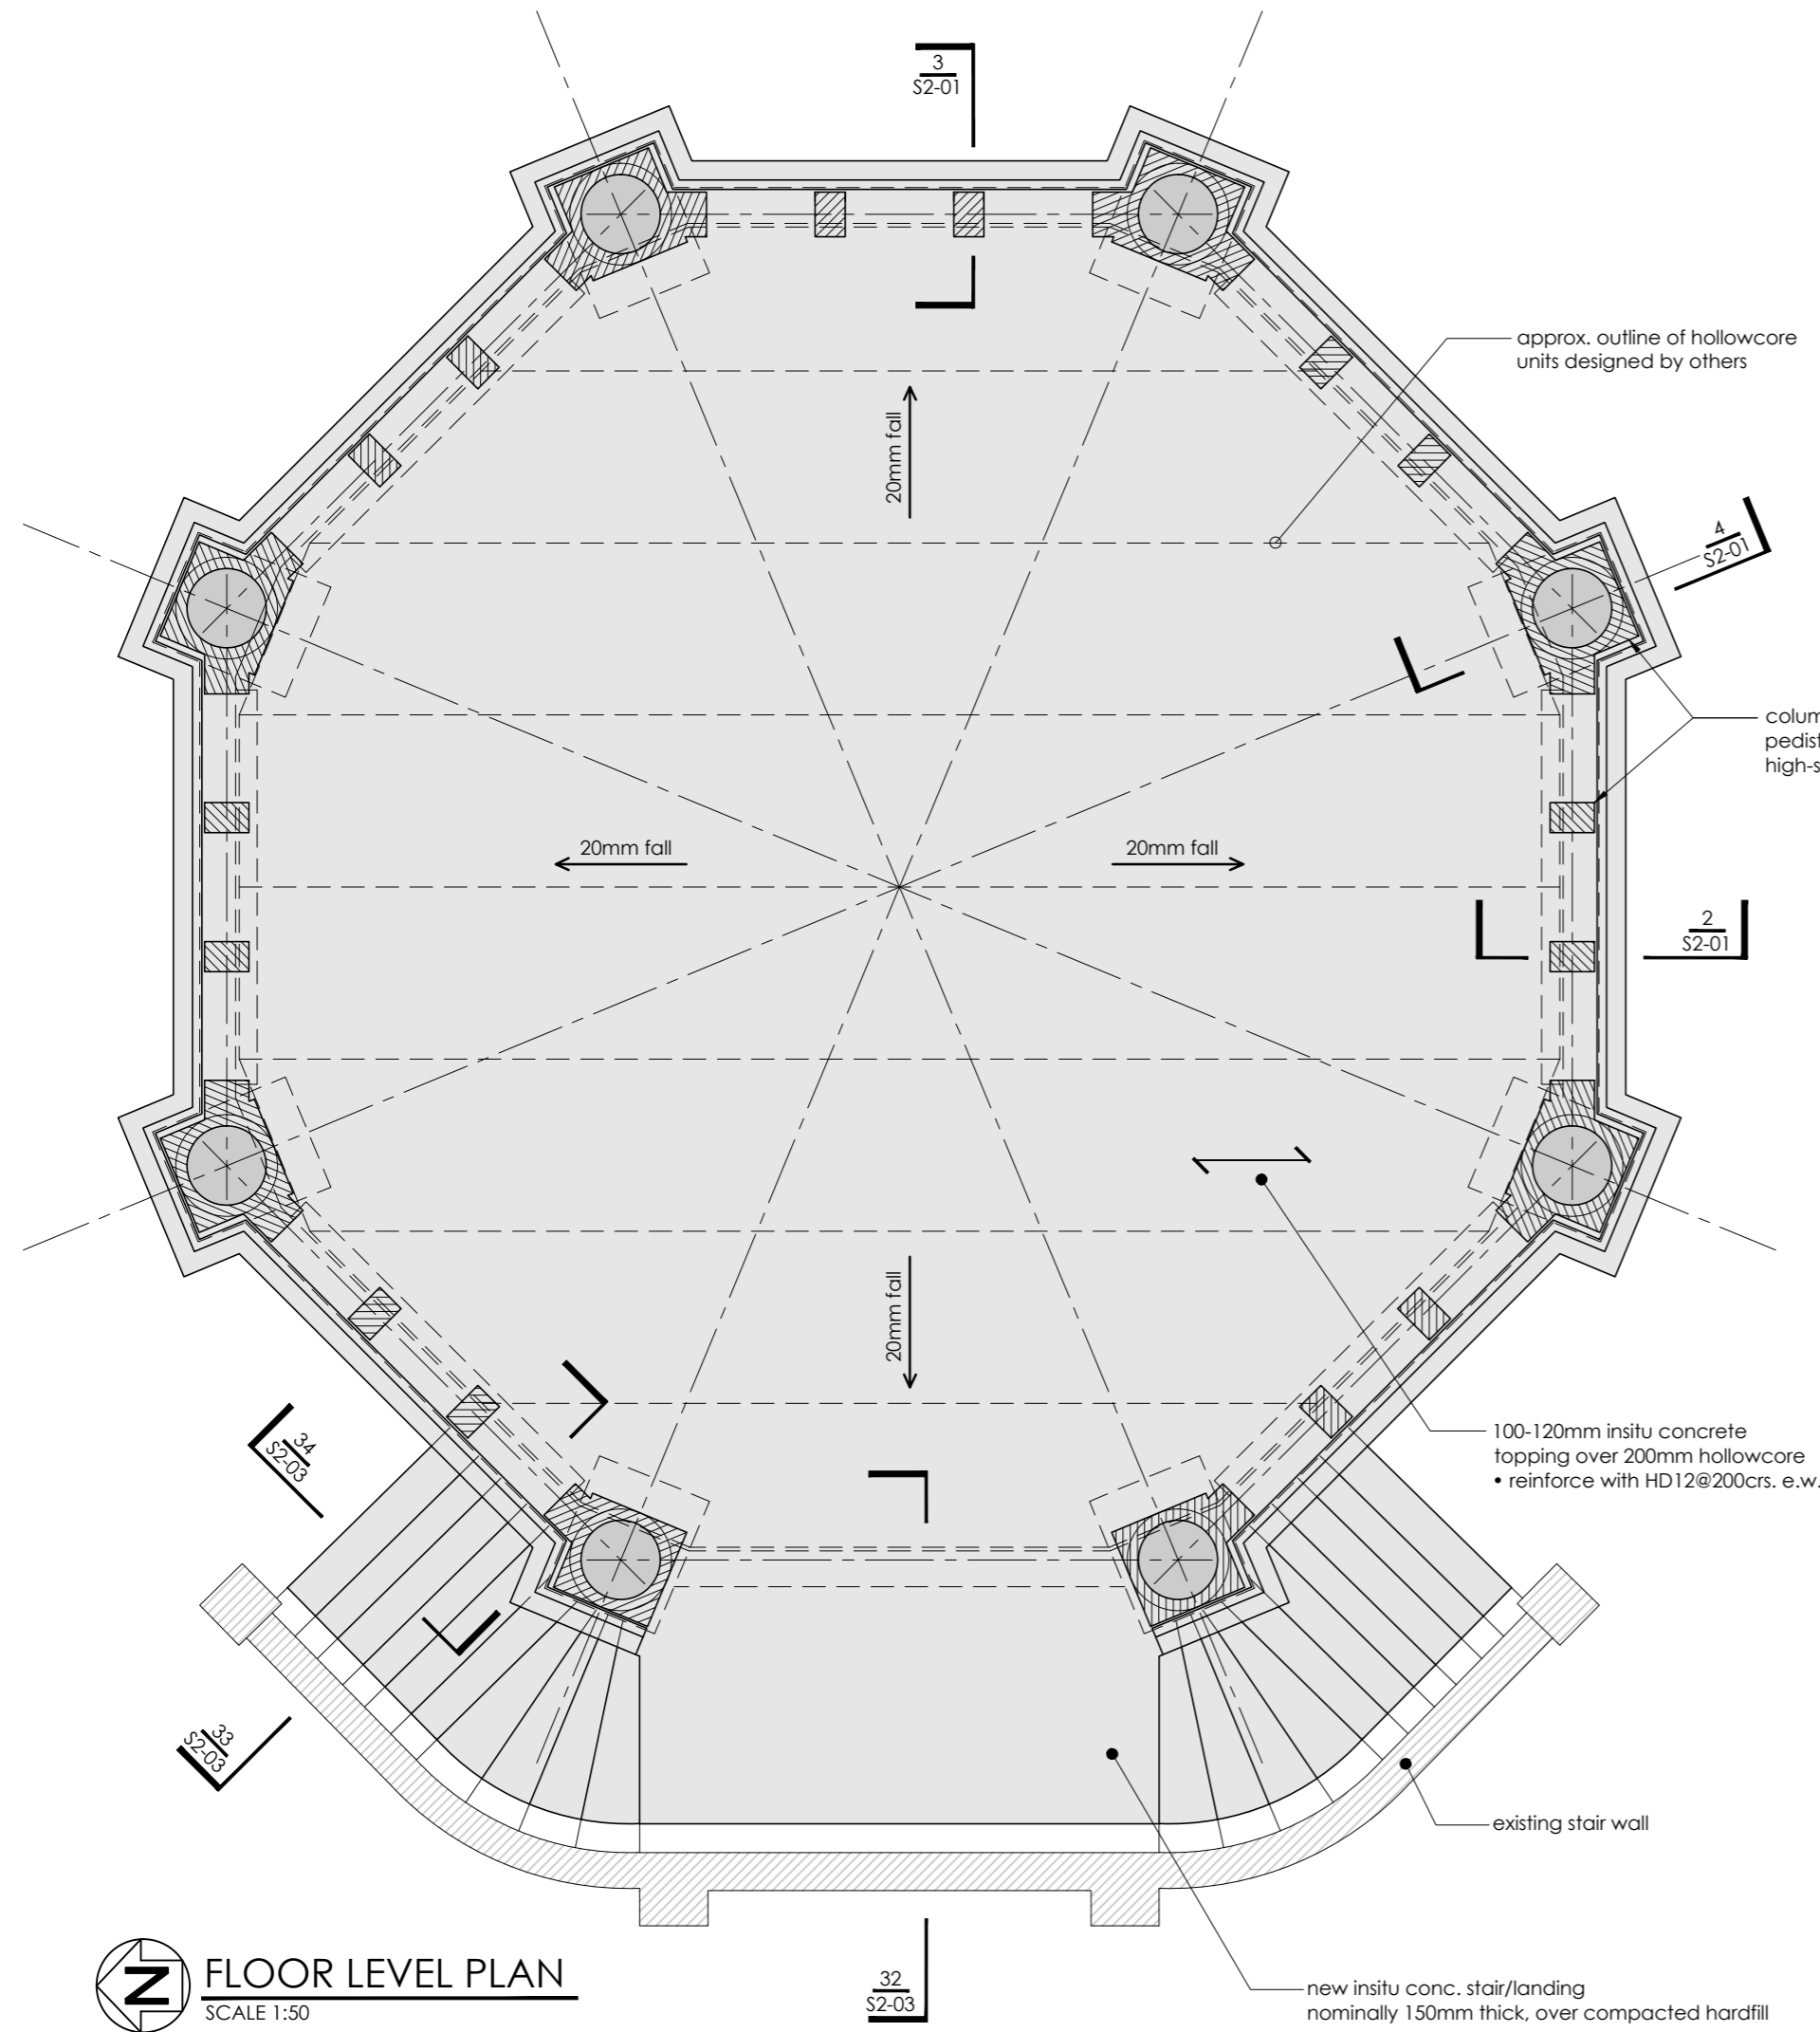 3
S2-01
approx. outline of hollowcore
units designed by others
20mm fall
4
S2-01
20mm fall
20mm fall
2
S2-01
20mm fall
34
S2-03
100-120mm insitu concrete
topping over 200mm hollowcore
• reinforce with HD12@200crs. e.w.
33
S2-03
existing stair wall
N
FLOOR LEVEL PLAN
SCALE 1:50
32
S2-03
new insitu conc. stair/landing
nominally 150mm thick, over compacted hardfill